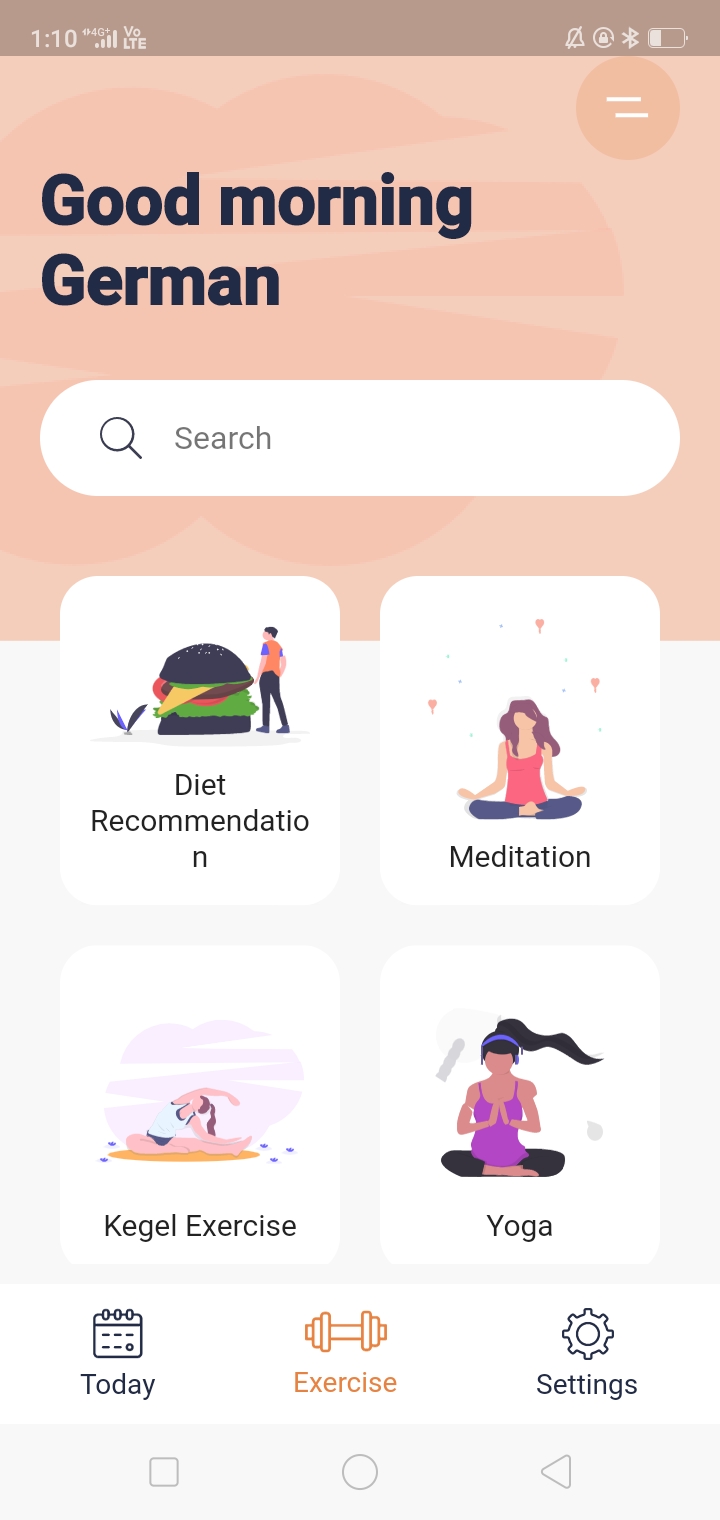 1:10 4G+ Vo LTE
Good morning
German
Search
Diet
Recommendatio
n
Meditation
Kegel Exercise
Yoga
Today
Exercise
Settings